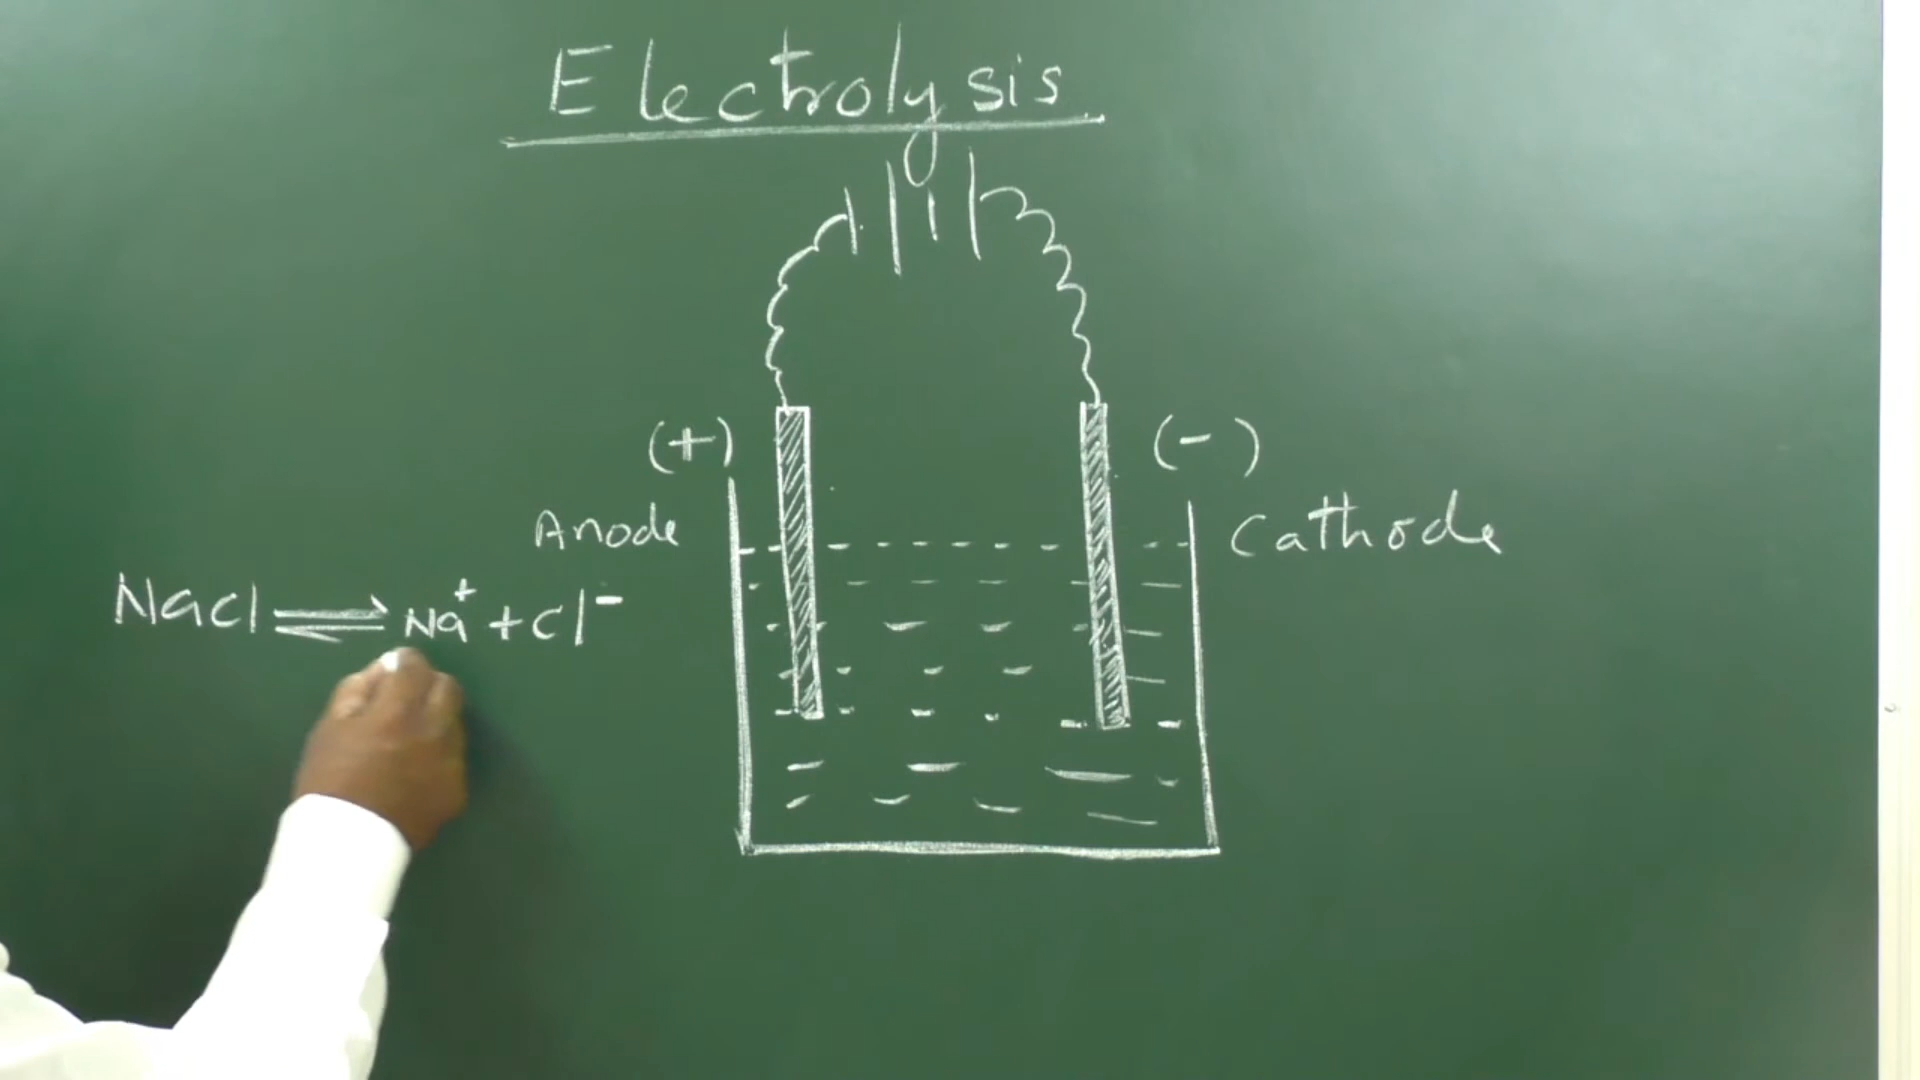 Electrolysis
(+) (-)
Anode Cathode
NaCl ⇌ Na⁺ + Cl⁻